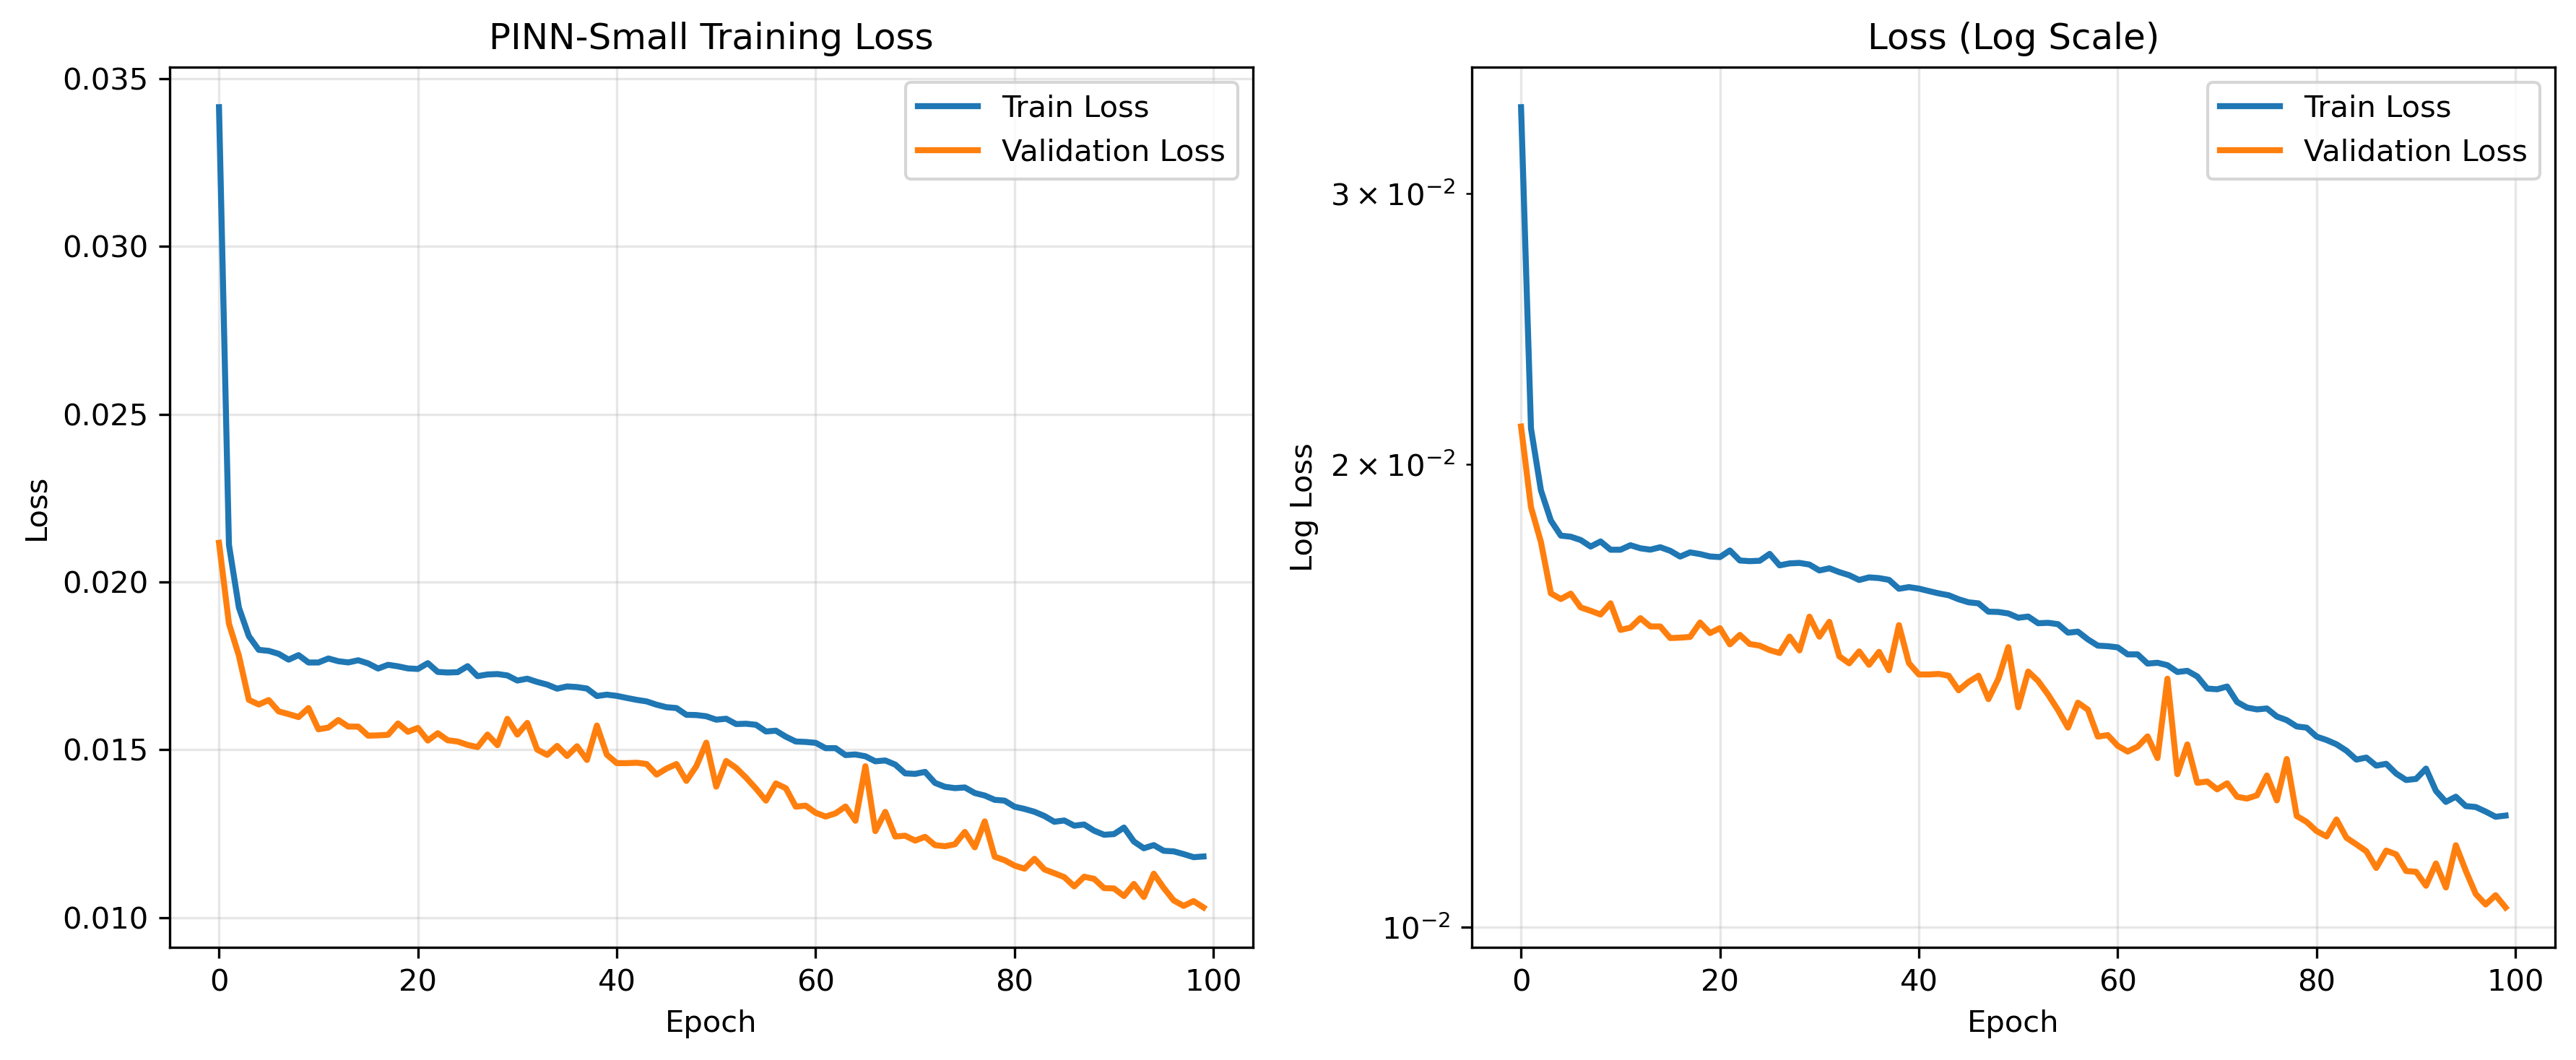 PINN-Small Training Loss
0.035
0.030
0.025
0.020
0.015
0.010
Loss
0 20 40 60 80 100
Epoch
Train Loss
Validation Loss
Loss (Log Scale)
3 × 10⁻²
2 × 10⁻²
10⁻²
Log Loss
0 20 40 60 80 100
Epoch
Train Loss
Validation Loss